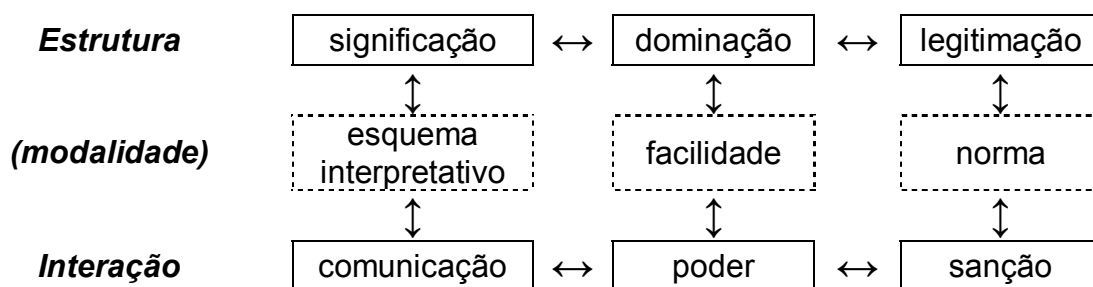 Estrutura significação ↔ dominação ↔ legitimação
(modalidade) esquema interpretativo facilidade norma
Interação comunicação ↔ poder ↔ sanção